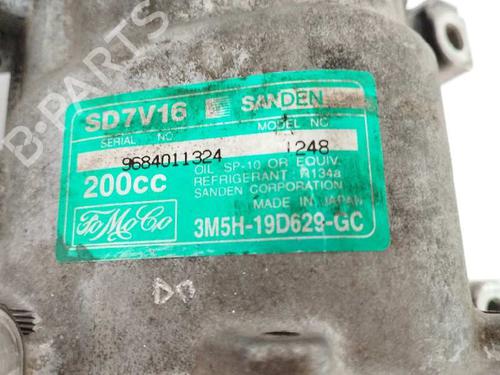 B-PARTS
SD7V16 SANDEN
SERIAL NO. MODEL NO.
9684011324 1248
200cc OIL SP-10 OR EQUIV.
REFRIGERANT : R134a
SANDEN CORPORATION
MADE IN JAPAN
FoMoCo 3M5H-19D629-GC